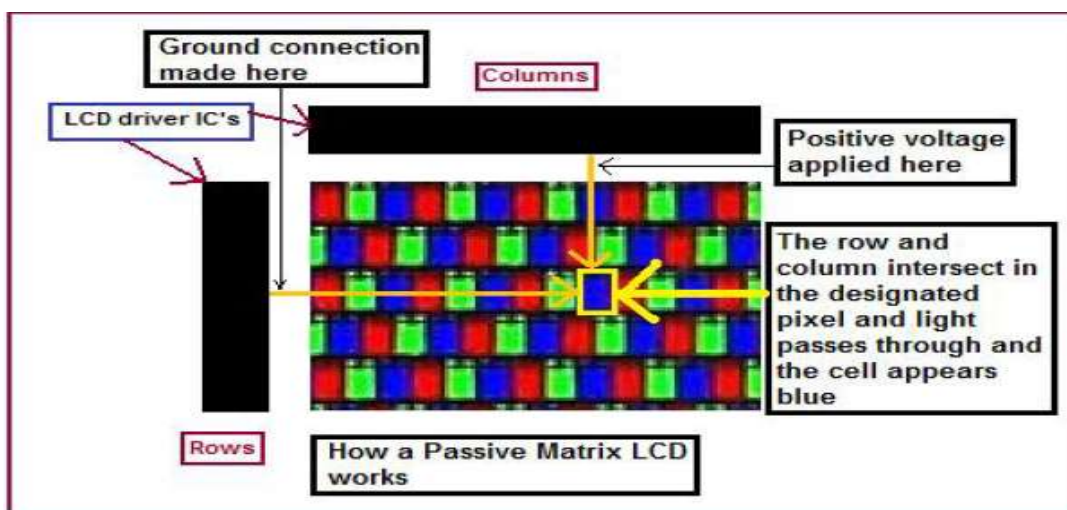 Ground connection
made here
Columns
LCD driver IC's
Positive voltage
applied here
The row and
column intersect in
the designated
pixel and light
passes through and
the cell appears
blue
Rows
How a Passive Matrix LCD
works